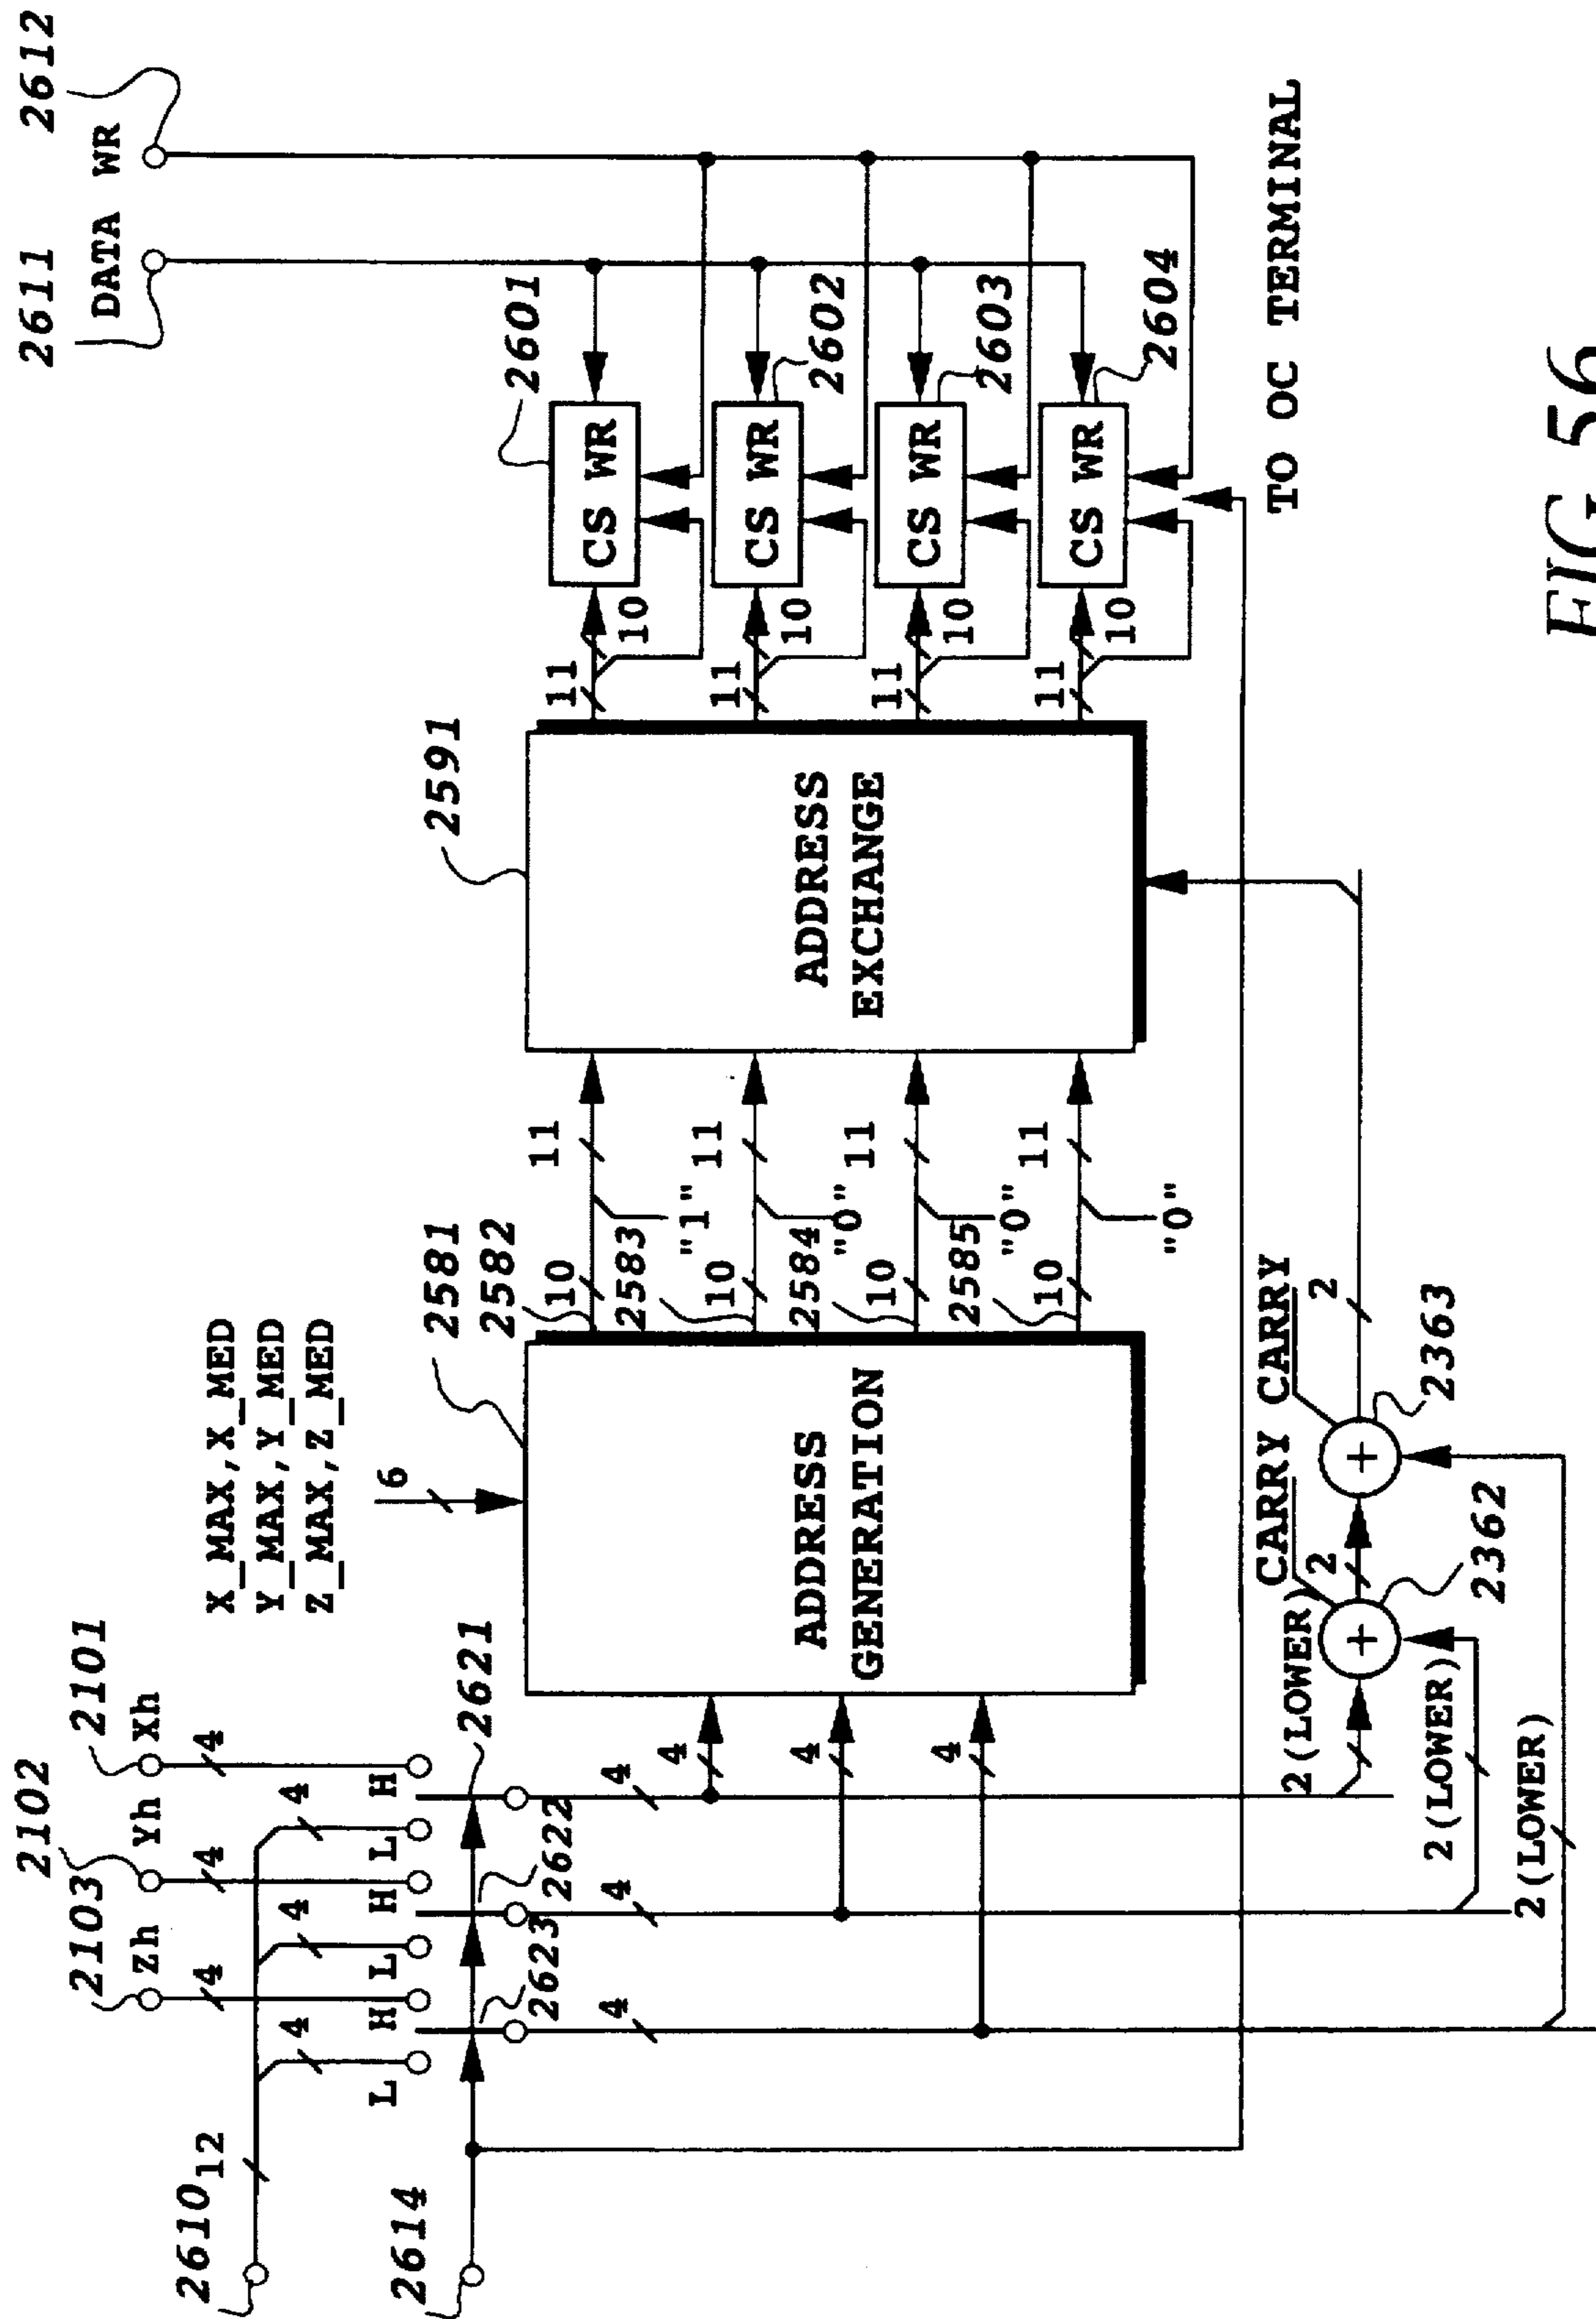 2103
2102
2101
Zh
Yh
Xh
4
4
4
2610
12
4
4
4
L
H
L
H
L
H
2614
2623
2622
2621
4
4
4
4
4
4
X_MAX,X_MED
Y_MAX,Y_MED
Z_MAX,Z_MED
6
2581
ADDRESS
GENERATION
2582
10
11
"1"
2583
10
11
"0"
2584
10
11
"0"
2585
10
11
"0"
2591
ADDRESS
EXCHANGE
11
10
11
10
11
10
11
10
2601
CS WR
2602
CS WR
2603
CS WR
2604
CS WR
2611
DATA
WR
2612
2(LOWER)
CARRY
2
CARRY
2
2362
2363
2(LOWER)
2(LOWER)
TO OC TERMINAL
FIG. 56